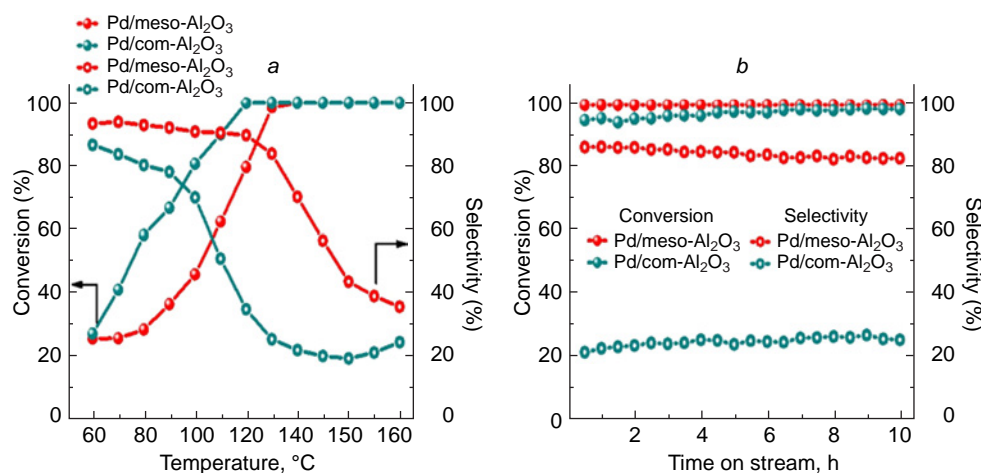 Pd/meso-Al₂O₃
Pd/com-Al₂O₃
Pd/meso-Al₂O₃
Pd/com-Al₂O₃
a
100
80
60
40
20
0
Conversion (%)
100
80
60
40
20
0
Selectivity (%)
60 80 100 120 140 150 160
Temperature, °C
b
100
80
60
40
20
0
Conversion (%)
100
80
60
40
20
0
Selectivity (%)
Conversion Selectivity
Pd/meso-Al₂O₃ Pd/meso-Al₂O₃
Pd/com-Al₂O₃ Pd/com-Al₂O₃
2 4 6 8 10
Time on stream, h